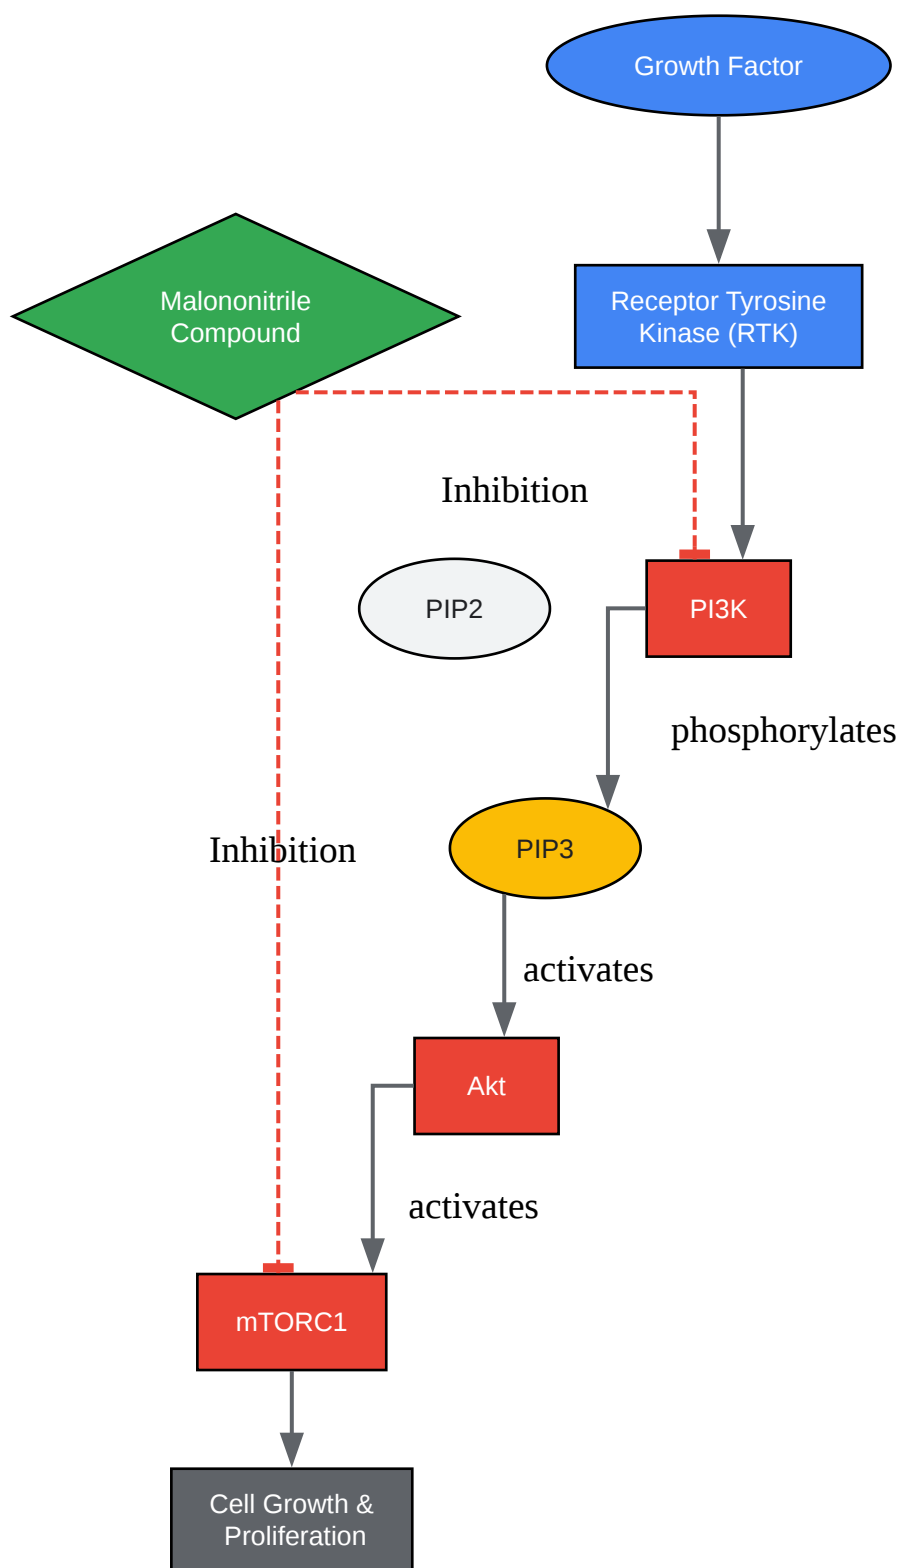 Growth Factor
Malononitrile
Compound
Receptor Tyrosine
Kinase (RTK)
Inhibition
PIP2
PI3K
phosphorylates
Inhibition
PIP3
activates
Akt
activates
mTORC1
Cell Growth &
Proliferation